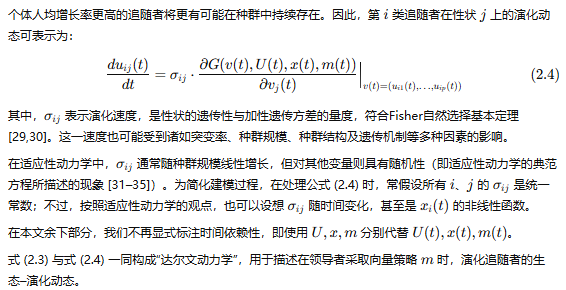 个体人均增长率更高的追随者将更有可能在种群中持续存在。因此，第 i 类追随者在性状 j 上的演化动
态可表示为：
du_{ij}(t)/dt = σ_{ij} · ∂G(v(t), U(t), x(t), m(t))/∂v_j(t) |_{v(t)=(u_{i1}(t),…,u_{ip}(t))} (2.4)
其中，σ_{ij} 表示演化速度，是性状的遗传性与加性遗传方差的量度，符合Fisher自然选择基本定理
[29,30]。这一速度也可能受到诸如突变率、种群规模、种群结构及遗传机制等多种因素的影响。
在适应性动力学中，σ_{ij} 通常随种群规模线性增长，但对其他变量则具有随机性（即适应性动力学的典范
方程所描述的现象 [31–35]）。为简化建模过程，在处理公式 (2.4) 时，常假设所有 i、j 的 σ_{ij} 是统一
常数；不过，按照适应性动力学的观点，也可以设想 σ_{ij} 随时间变化，甚至是 x_i(t) 的非线性函数。
在本文余下部分，我们不再显式标注时间依赖性，即使用 U, x, m 分别代替 U(t), x(t), m(t)。
式 (2.3) 与式 (2.4) 一同构成“达尔文动力学”，用于描述在领导者采取向量策略 m 时，演化追随者的生
态–演化动态。